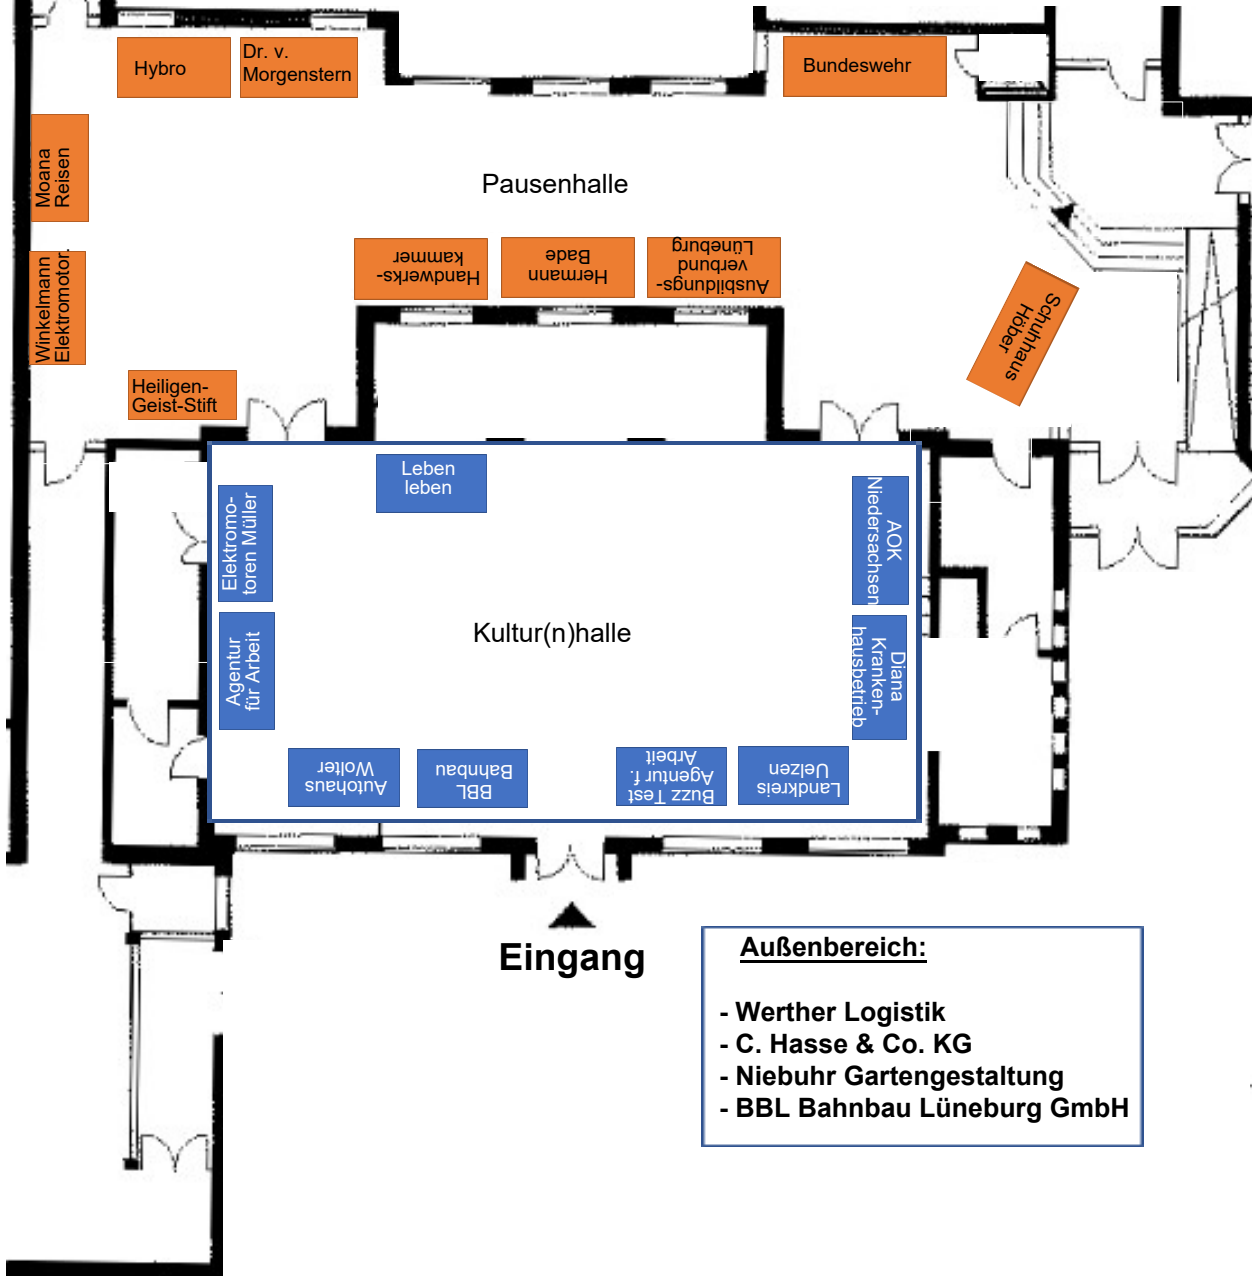 Hybro
Dr. v.
Morgenstern
Bundeswehr
Moana
Reisen
Pausenhalle
Winkelmann
Elektromotor.
Handwerks-
kammer
Hermann
Bade
Ausbildungs-
verbund
Lüneburg
Schuhhaus
Höber
Heiligen-
Geist-Stift
Leben
leben
Elektromo-
toren Müller
AOK
Niedersachsen
Kultur(n)halle
Agentur
für Arbeit
Diana
Kranken-
hausbetrieb
Autohaus
Wolter
BBL
Bahnbau
Buzz Test
Agentur f.
Arbeit
Landkreis
Uelzen
Eingang
Außenbereich:
- Werther Logistik
- C. Hasse & Co. KG
- Niebuhr Gartengestaltung
- BBL Bahnbau Lüneburg GmbH